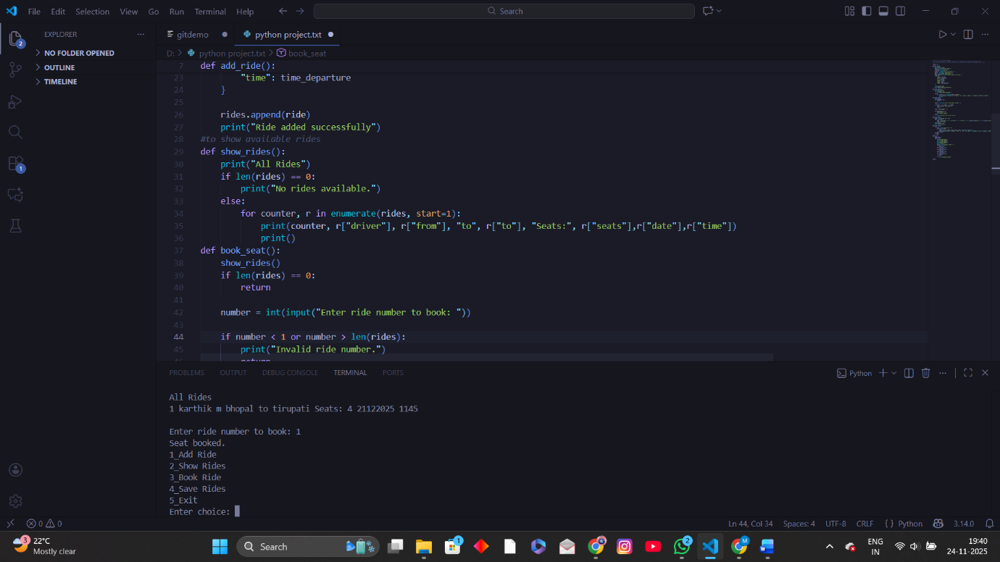 File Edit Selection View Go Run Terminal Help
Search
EXPLORER
2
NO FOLDER OPENED
OUTLINE
TIMELINE
1
gitdemo
python project.txt
D: > python project.txt > book_seat
7 def add_ride():
23 "time": time_departure
24 }
25
26 rides.append(ride)
27 print("Ride added successfully")
28 #to show available rides
29 def show_rides():
30 print("All Rides")
31 if len(rides) == 0:
32 print("No rides available.")
33 else:
34 for counter, r in enumerate(rides, start=1):
35 print(counter, r["driver"], r["from"], "to", r["to"], "Seats:", r["seats"],r["date"],r["time"])
36 print()
37 def book_seat():
38 show_rides()
39 if len(rides) == 0:
40 return
41
42 number = int(input("Enter ride number to book: "))
43
44 if number < 1 or number > len(rides):
45 print("Invalid ride number.")
PROBLEMS OUTPUT DEBUG CONSOLE TERMINAL PORTS
Python
All Rides
1 karthik m bhopal to tirupati Seats: 4 21122025 1145
Enter ride number to book: 1
Seat booked.
1_Add Ride
2_Show Rides
3_Book Ride
4_Save Rides
5_Exit
Enter choice:
0 0
Ln 44, Col 34 Spaces: 4 UTF-8 CRLF { } Python 3.14.0
3
22°C
Mostly clear
Search
1
M
2
ENG
IN
19:40
24-11-2025